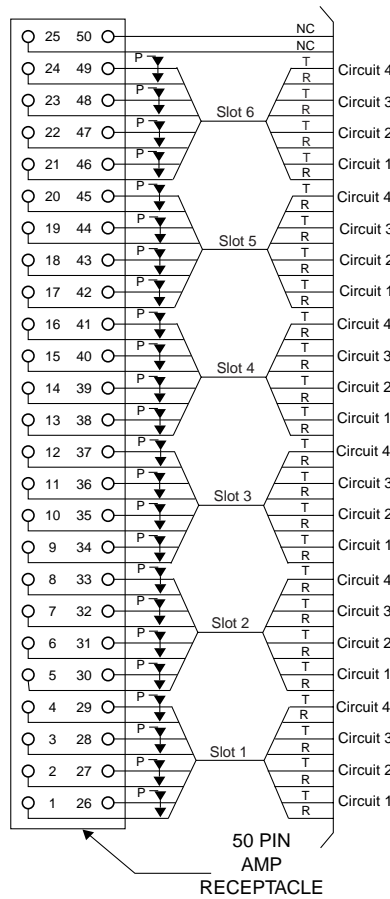 25 50 NC
NC
24 49 P T Circuit 4
R
23 48 P T Circuit 3
Slot 6 R
22 47 P T Circuit 2
R
21 46 P T Circuit 1
R
20 45 P T Circuit 4
R
19 44 P T Circuit 3
Slot 5 R
18 43 P T Circuit 2
R
17 42 P T Circuit 1
R
16 41 P T Circuit 4
R
15 40 P T Circuit 3
Slot 4 R
14 39 P T Circuit 2
R
13 38 P T Circuit 1
R
12 37 P T Circuit 4
R
11 36 P T Circuit 3
Slot 3 R
10 35 P T Circuit 2
R
9 34 P T Circuit 1
R
8 33 P T Circuit 4
R
7 32 P T Circuit 3
Slot 2 R
6 31 P T Circuit 2
R
5 30 P T Circuit 1
R
4 29 P T Circuit 4
R
3 28 P T Circuit 3
Slot 1 R
2 27 P T Circuit 2
R
1 26 P T Circuit 1
R
50 PIN
AMP
RECEPTACLE